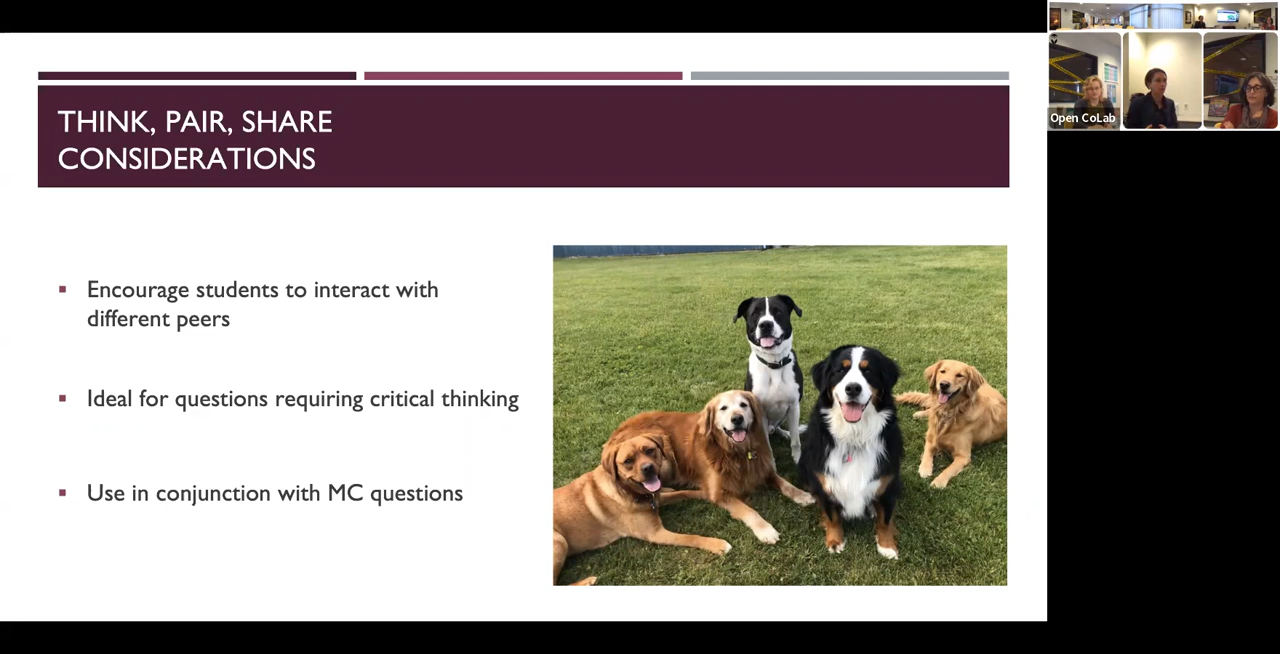 THINK, PAIR, SHARE
CONSIDERATIONS
Encourage students to interact with
different peers
Ideal for questions requiring critical thinking
Use in conjunction with MC questions
Open CoLab